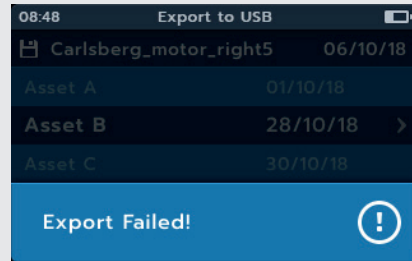 08:48 Export to USB
Carlsberg_motor_right5 06/10/18
Asset A 01/10/18
Asset B 28/10/18 >
Asset C 30/10/18
Export Failed!